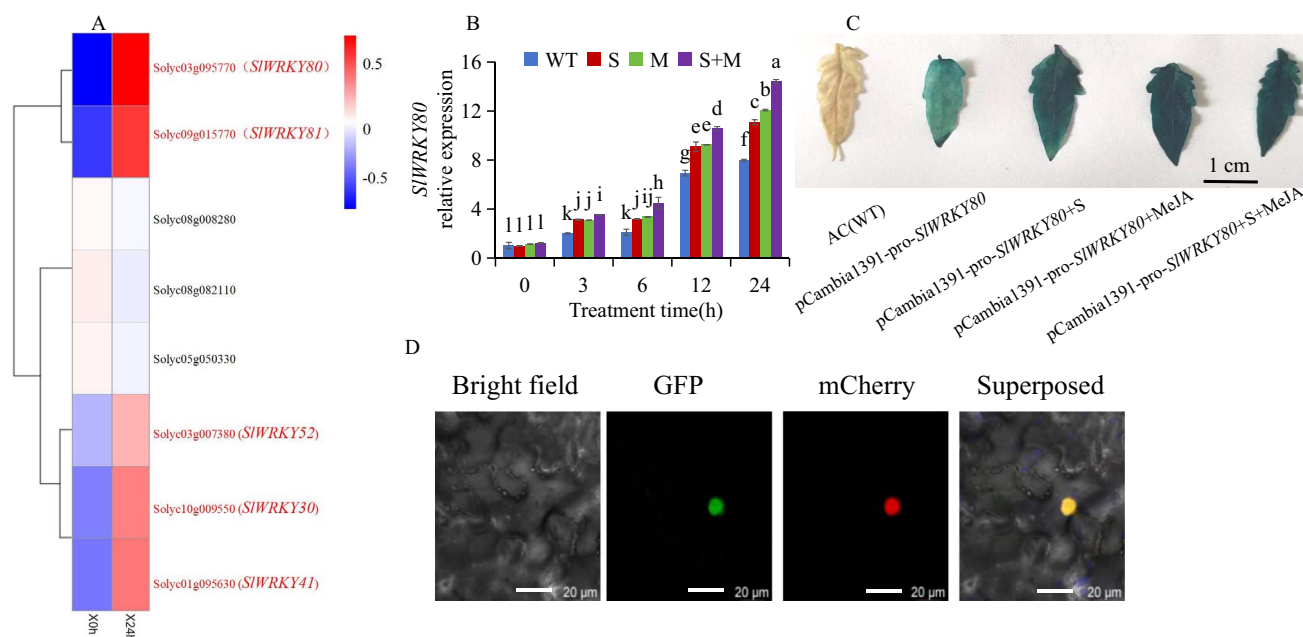 A
Solyc03g095770（SlWRKY80）
Solyc09g015770（SlWRKY81）
Solyc08g008280
Solyc08g082110
Solyc05g050330
Solyc03g007380 (SlWRKY52)
Solyc10g009550 (SlWRKY30)
Solyc01g095630 (SlWRKY41)
X0h
X24h
0.5
0
-0.5
B
WT S M S+M
SlWRKY80
relative expression
16
12
8
4
0
l l l l
k j j i
k j ij h
g e e d
f c b a
0 3 6 12 24
Treatment time(h)
C
1 cm
AC(WT)
pCambia1391-pro-SlWRKY80
pCambia1391-pro-SlWRKY80+S
pCambia1391-pro-SlWRKY80+MeJA
pCambia1391-pro-SlWRKY80+S+MeJA
D
Bright field GFP mCherry Superposed
20 µm 20 µm 20 µm 20 µm